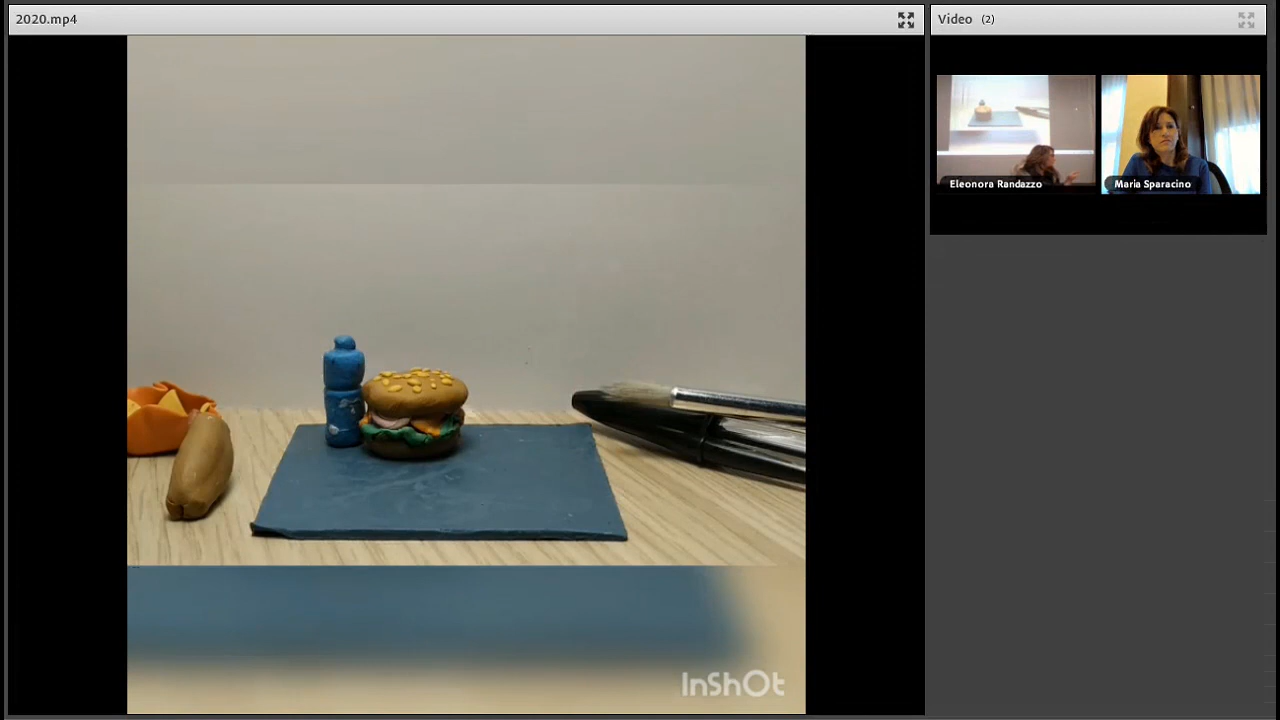 2020.mp4
Video (2)
Eleonora Randazzo
Maria Sparacino
InShOt